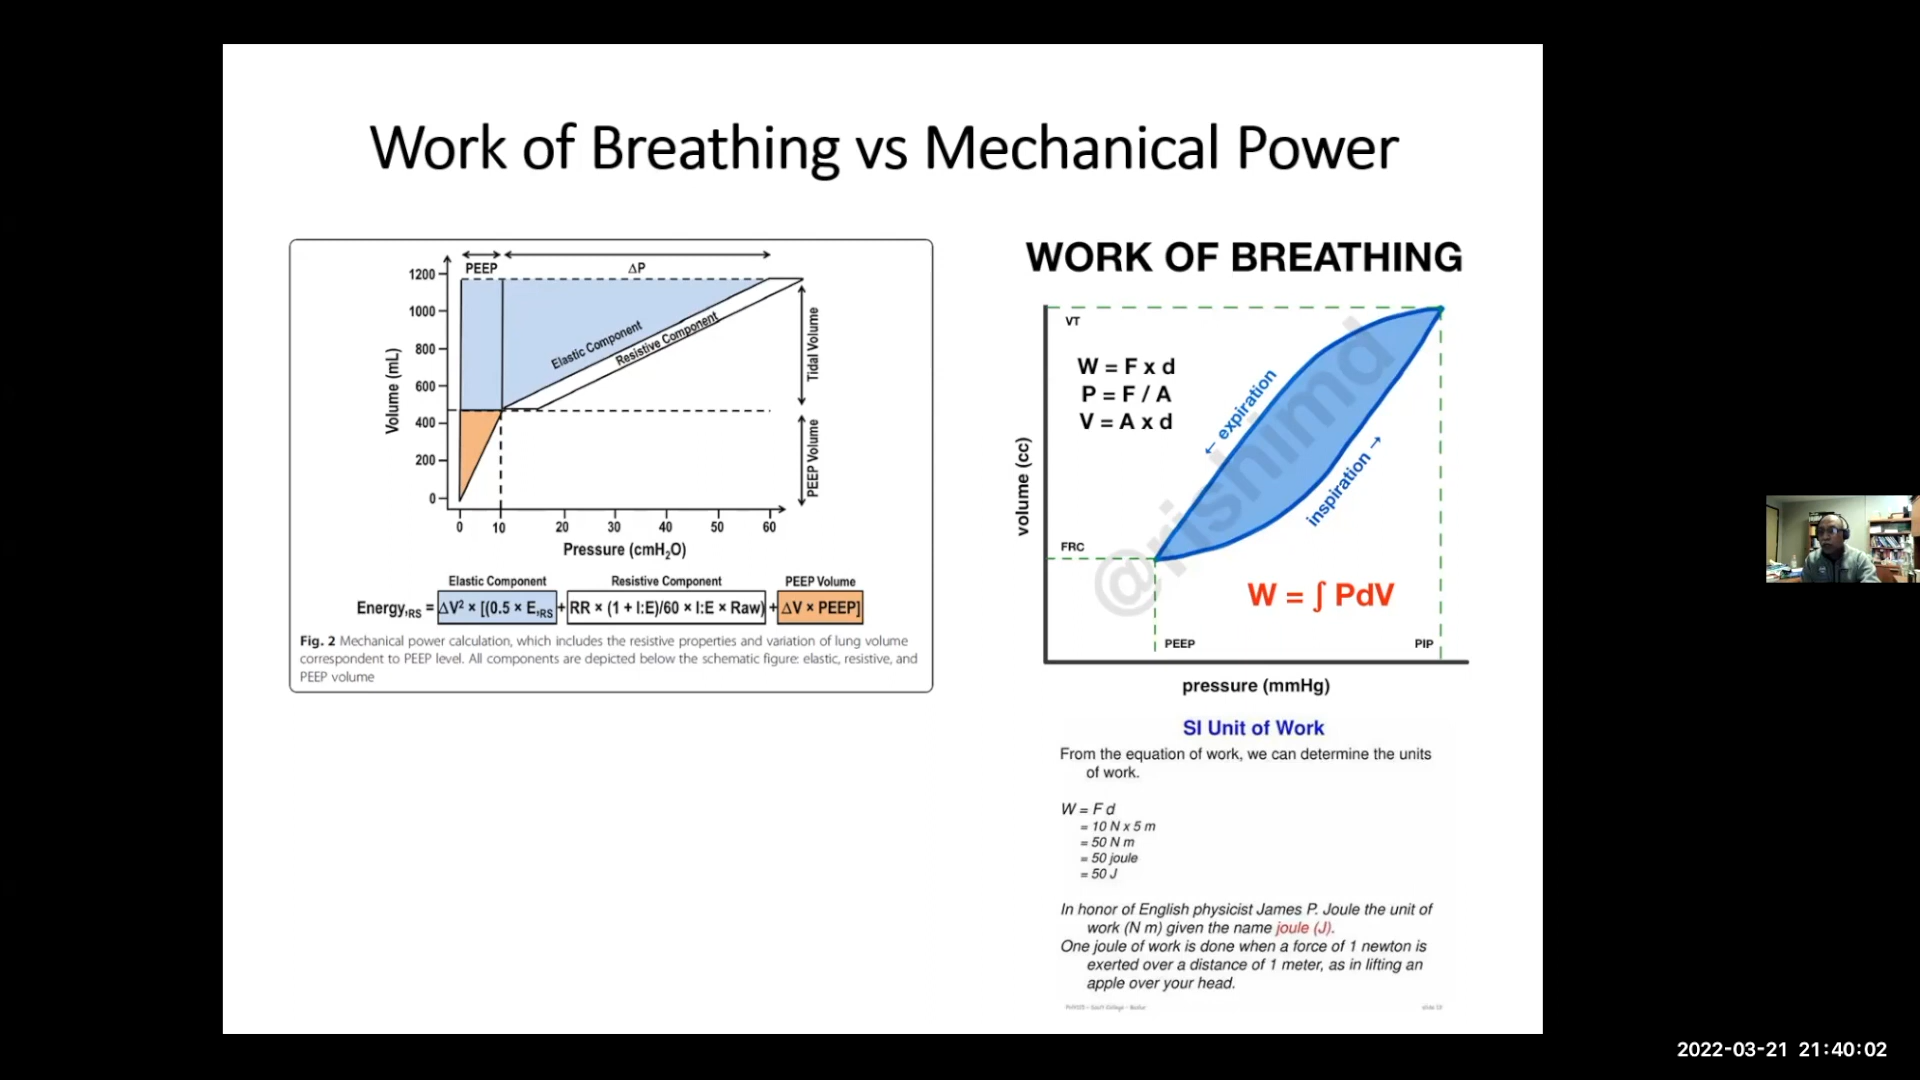 Work of Breathing vs Mechanical Power
PEEP
ΔP
1200
1000
800
600
400
200
0
Volume (mL)
Elastic Component
Resistive Component
Tidal Volume
PEEP Volume
0 10 20 30 40 50 60
Pressure (cmH₂O)
Elastic Component Resistive Component PEEP Volume
Energy,RS = ΔV² × [(0.5 × E,RS + RR × (1 + I:E)/60 × I:E × Raw) + ΔV × PEEP]
Fig. 2 Mechanical power calculation, which includes the resistive properties and variation of lung volume
correspondent to PEEP level. All components are depicted below the schematic figure: elastic, resistive, and
PEEP volume
WORK OF BREATHING
VT
W = F x d
P = F / A
V = A x d
← expiration
inspiration →
@rishimd
volume (cc)
FRC
W = ∫ PdV
PEEP
PIP
pressure (mmHg)
SI Unit of Work
From the equation of work, we can determine the units
of work.
W = F d
= 10 N x 5 m
= 50 N m
= 50 joule
= 50 J
In honor of English physicist James P. Joule the unit of
work (N m) given the name joule (J).
One joule of work is done when a force of 1 newton is
exerted over a distance of 1 meter, as in lifting an
apple over your head.
2022-03-21 21:40:02